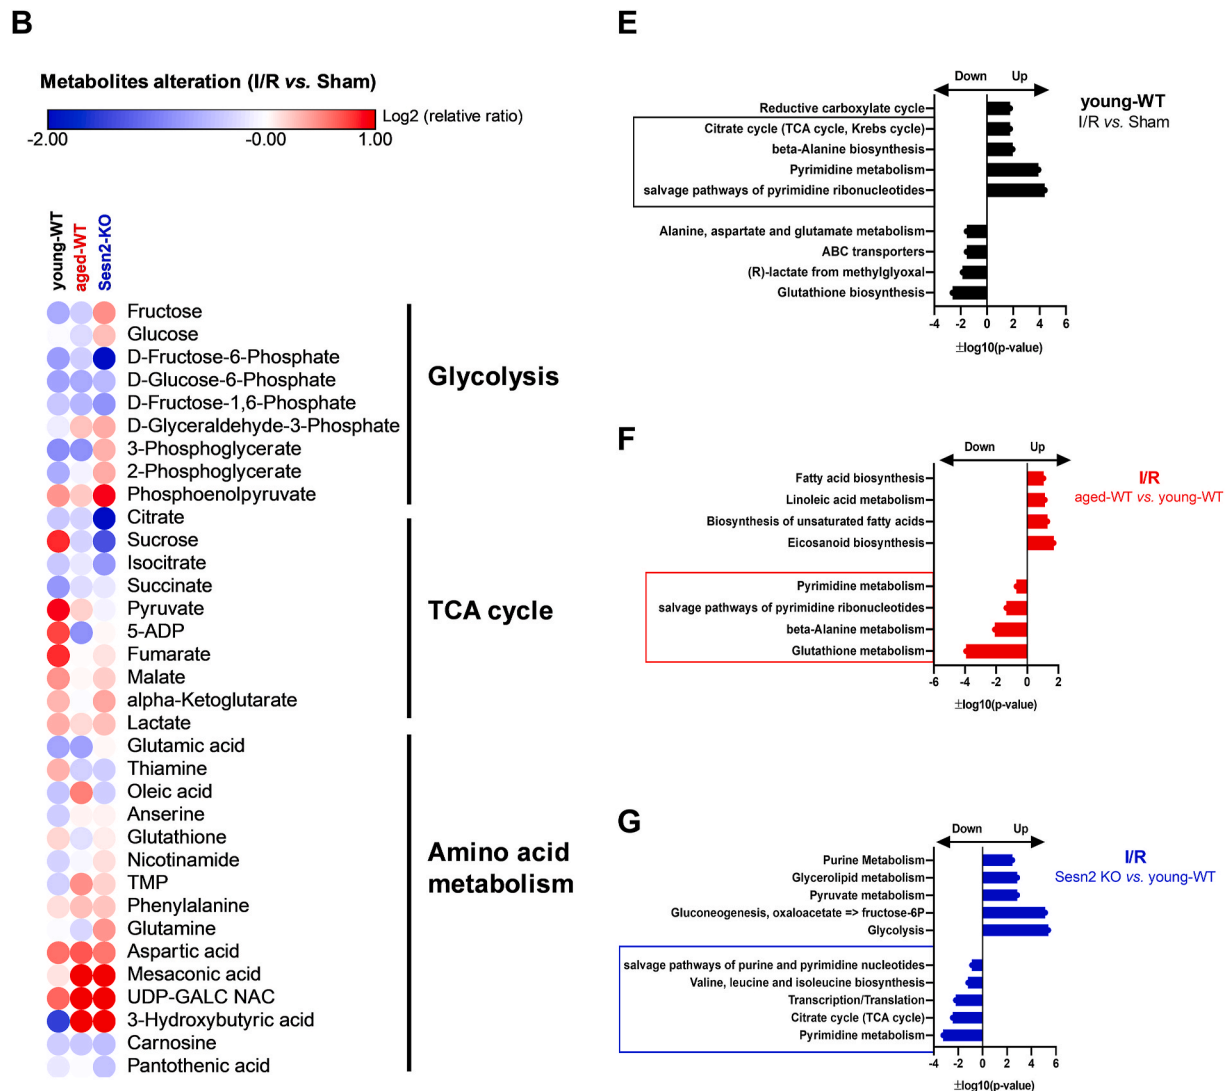 B
Metabolites alteration (I/R vs. Sham)
Log2 (relative ratio)
-2.00 -0.00 1.00
young-WT
aged-WT
Sesn2-KO
Fructose
Glucose
D-Fructose-6-Phosphate
D-Glucose-6-Phosphate
D-Fructose-1,6-Phosphate
D-Glyceraldehyde-3-Phosphate
3-Phosphoglycerate
2-Phosphoglycerate
Phosphoenolpyruvate
Glycolysis
Citrate
Sucrose
Isocitrate
Succinate
Pyruvate
5-ADP
Fumarate
Malate
alpha-Ketoglutarate
Lactate
TCA cycle
Glutamic acid
Thiamine
Oleic acid
Anserine
Glutathione
Nicotinamide
TMP
Phenylalanine
Glutamine
Aspartic acid
Mesaconic acid
UDP-GALC NAC
3-Hydroxybutyric acid
Carnosine
Pantothenic acid
Amino acid
metabolism
E
Down Up
young-WT
I/R vs. Sham
Reductive carboxylate cycle
Citrate cycle (TCA cycle, Krebs cycle)
beta-Alanine biosynthesis
Pyrimidine metabolism
salvage pathways of pyrimidine ribonucleotides
Alanine, aspartate and glutamate metabolism
ABC transporters
(R)-lactate from methylglyoxal
Glutathione biosynthesis
-4 -2 0 2 4 6
±log10(p-value)
F
Down Up
I/R
aged-WT vs. young-WT
Fatty acid biosynthesis
Linoleic acid metabolism
Biosynthesis of unsaturated fatty acids
Eicosanoid biosynthesis
Pyrimidine metabolism
salvage pathways of pyrimidine ribonucleotides
beta-Alanine metabolism
Glutathione metabolism
-6 -4 -2 0 2
±log10(p-value)
G
Down Up
I/R
Sesn2 KO vs. young-WT
Purine Metabolism
Glycerolipid metabolism
Pyruvate metabolism
Gluconeogenesis, oxaloacetate => fructose-6P
Glycolysis
salvage pathways of purine and pyrimidine nucleotides
Valine, leucine and isoleucine biosynthesis
Transcription/Translation
Citrate cycle (TCA cycle)
Pyrimidine metabolism
-4 -2 0 2 4 6
±log10(p-value)